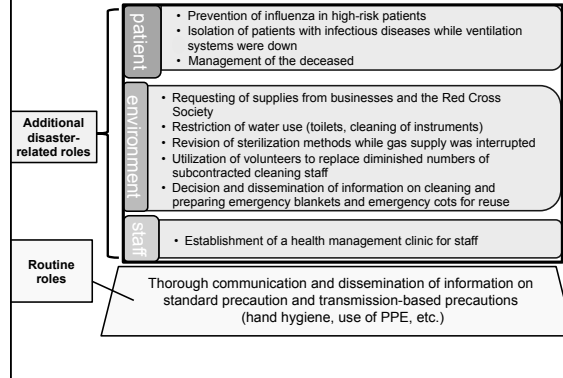 patient
• Prevention of influenza in high-risk patients
• Isolation of patients with infectious diseases while ventilation
systems were down
• Management of the deceased
Additional
disaster-
related roles
environment
• Requesting of supplies from businesses and the Red Cross
Society
• Restriction of water use (toilets, cleaning of instruments)
• Revision of sterilization methods while gas supply was interrupted
• Utilization of volunteers to replace diminished numbers of
subcontracted cleaning staff
• Decision and dissemination of information on cleaning and
preparing emergency blankets and emergency cots for reuse
staff
• Establishment of a health management clinic for staff
Routine
roles
Thorough communication and dissemination of information on
standard precaution and transmission-based precautions
(hand hygiene, use of PPE, etc.)